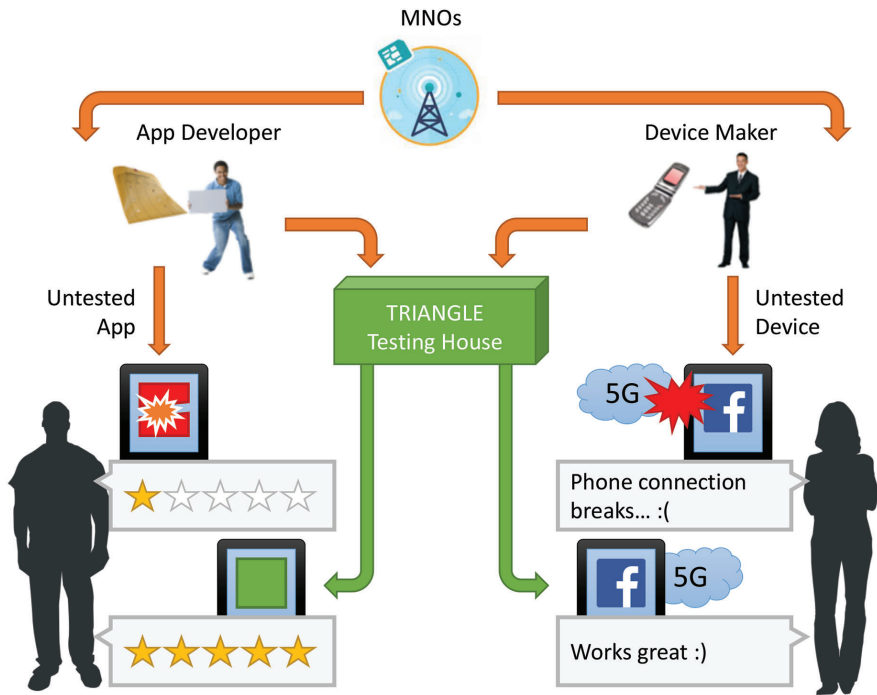 MNOs
App Developer
Device Maker
Untested
App
TRIANGLE
Testing House
Untested
Device
5G
f
Phone connection
breaks... :(
f
5G
Works great :)